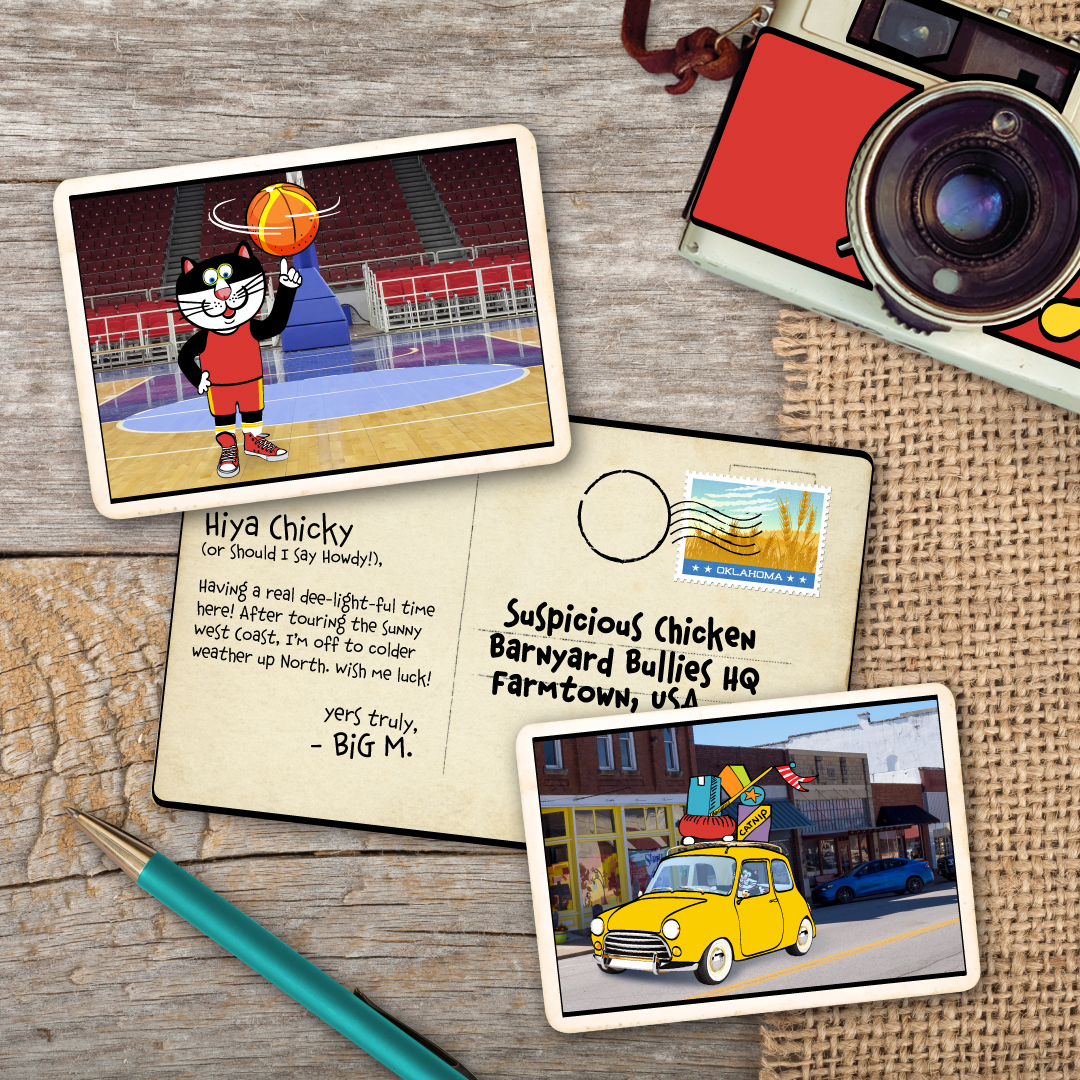 Hiya Chicky
(or Should I Say Howdy!),
Having a real dee-light-ful time
here! After touring the Sunny
West Coast, I'm off to colder
weather up North. Wish me luck!
yers truly,
- BiG M.
OKLAHOMA
Suspicious Chicken
Barnyard Bullies HQ
Farmtown, USA
CATNIP